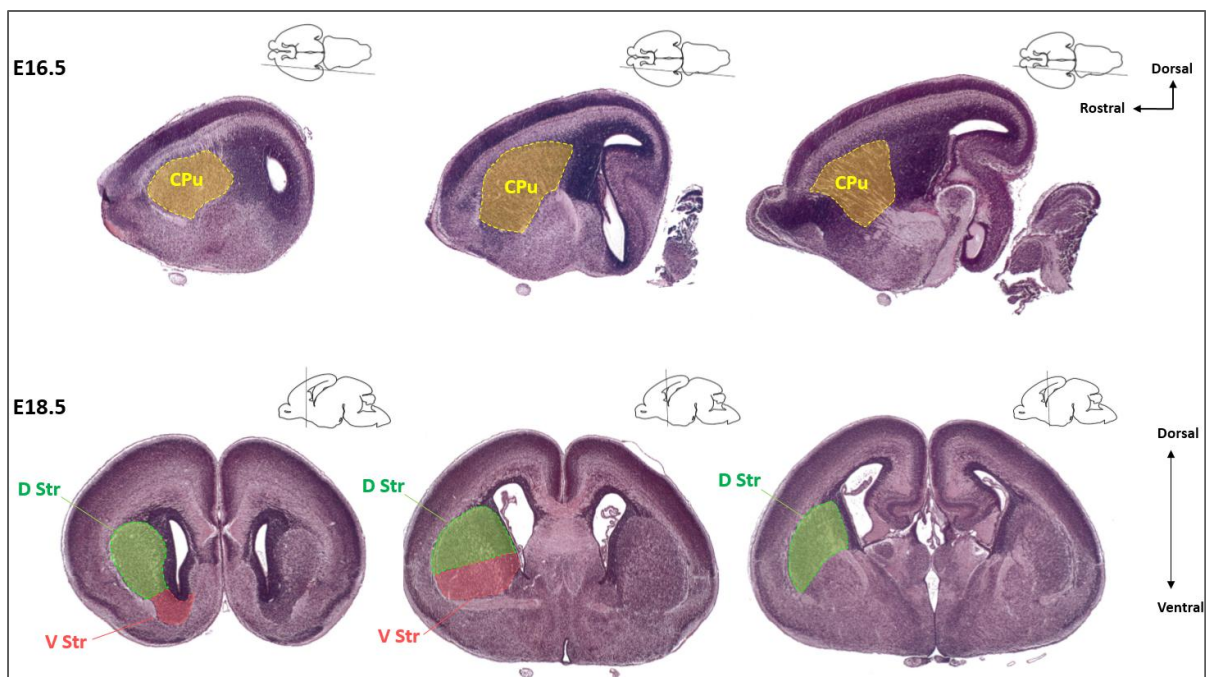 E16.5
Dorsal
Rostral
CPu
CPu
CPu
E18.5
Dorsal
D Str
D Str
D Str
V Str
V Str
Ventral